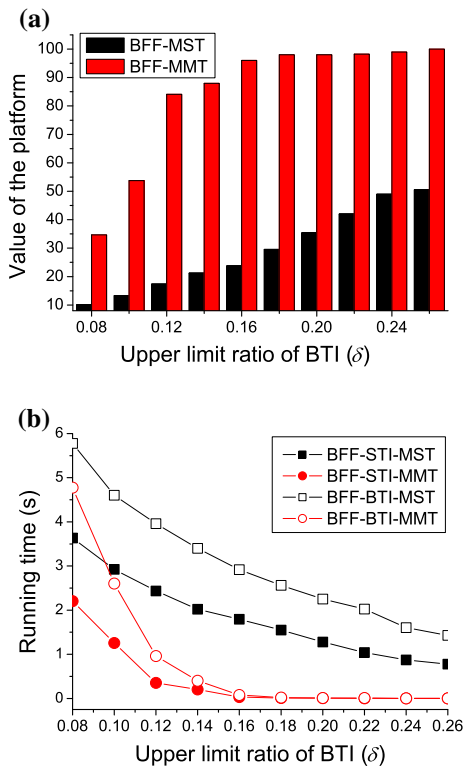 (a)
BFF-MST
BFF-MMT
Value of the platform
100
90
80
70
60
50
40
30
20
10
0.08 0.12 0.16 0.20 0.24
Upper limit ratio of BTI (δ)
(b)
BFF-STI-MST
BFF-STI-MMT
BFF-BTI-MST
BFF-BTI-MMT
Running time (s)
6
5
4
3
2
1
0
0.08 0.10 0.12 0.14 0.16 0.18 0.20 0.22 0.24 0.26
Upper limit ratio of BTI (δ)